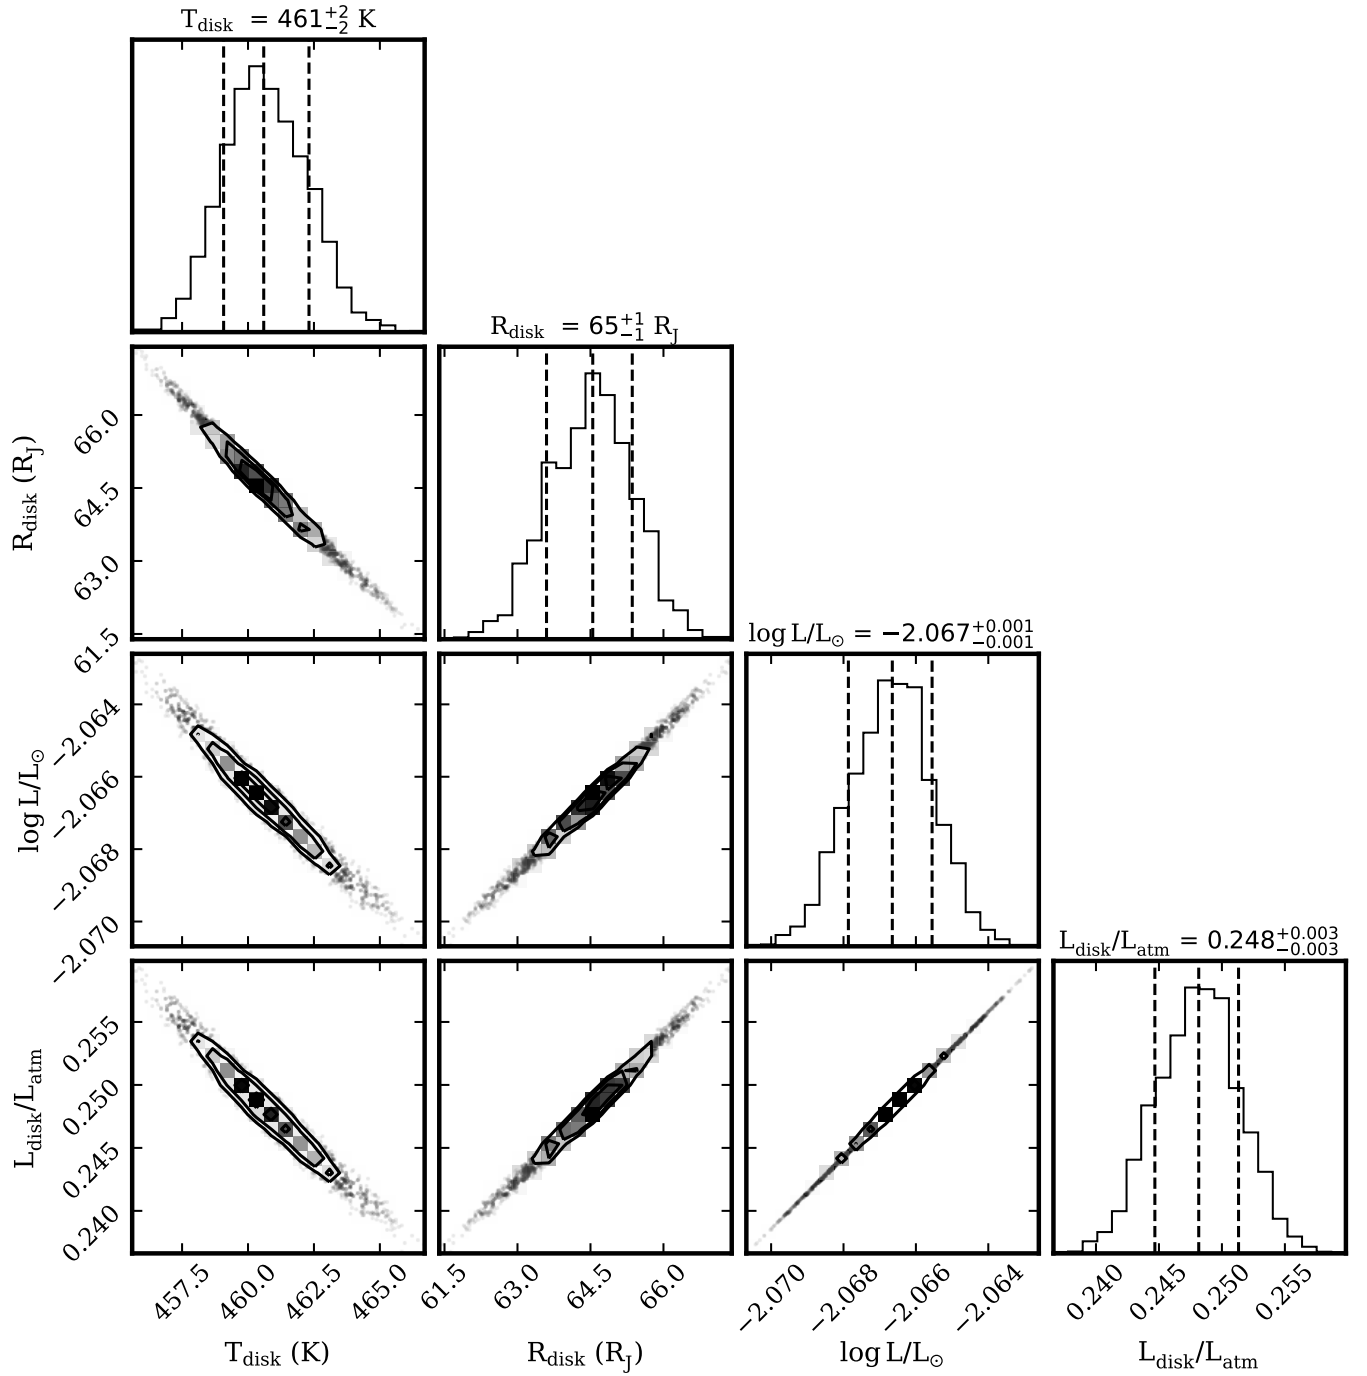 T_disk = 461^{+2}_{-2} K
R_disk = 65^{+1}_{-1} R_J
66.0
64.5
63.0
61.5
R_disk (R_J)
log L/L_⊙ = −2.067^{+0.001}_{−0.001}
−2.064
−2.066
−2.068
−2.070
log L/L_⊙
L_disk/L_atm = 0.248^{+0.003}_{−0.003}
0.255
0.250
0.245
0.240
L_disk/L_atm
457.5 460.0 462.5 465.0 61.5 63.0 64.5 66.0 −2.070 −2.068 −2.066 −2.064 0.240 0.245 0.250 0.255
T_disk (K) R_disk (R_J) log L/L_⊙ L_disk/L_atm